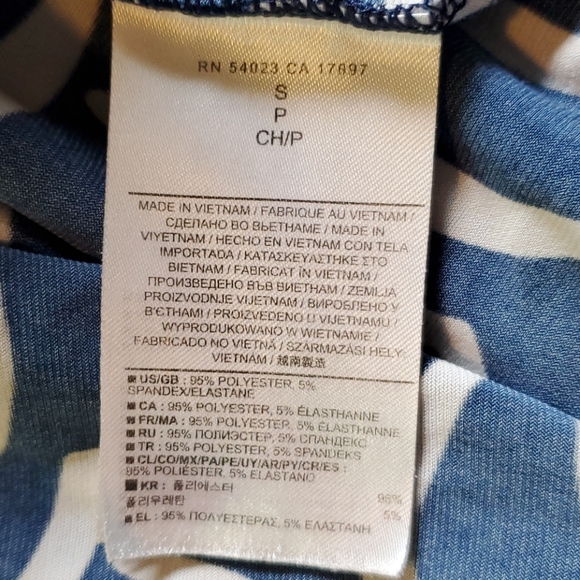 RN 54023 CA 17897
S
P
CH/P
MADE IN VIETNAM / FABRIQUE AU VIETNAM /
СДЕЛАНО ВО ВЬЕТНАМЕ / MADE IN
VIYETNAM / HECHO EN VIETNAM CON TELA
IMPORTADA / ΚΑΤΑΣΚΕΥΑΣΤΗΚΕ ΣΤΟ
ΒΙΕΤΝΑΜ / FABRICAT ÎN VIETNAM /
ПРОИЗВЕДЕНО ВЪВ ВИЕТНАМ / ZEMLJA
PROIZVODNJE VIJETNAM / ВИРОБЛЕНО У
В'ЄТНАМІ / PROIZVEDENO U VIJETNAMU /
WYPRODUKOWANO W WIETNAMIE /
FABRICADO NO VIETNÃ / SZÁRMAZÁSI HELY:
VIETNAM / 越南製造
US/GB : 95% POLYESTER, 5%
SPANDEX/ELASTANE
CA : 95% POLYESTER, 5% ÉLASTHANNE
FR/MA : 95% POLYESTER, 5% ÉLASTHANNE
RU : 95% ПОЛИЭСТЕР, 5% СПАНДЕКС
TR : 95% POLYESTER, 5% SPANDEKS
CL/CO/MX/PA/PE/UY/AR/PY/CR/ES :
95% POLIÉSTER, 5% ELASTANO
KR : 폴리에스터 95%
폴리우레탄 5%
EL : 95% ΠΟΛΥΕΣΤΕΡΑΣ, 5% ΕΛΑΣΤΑΝΗ